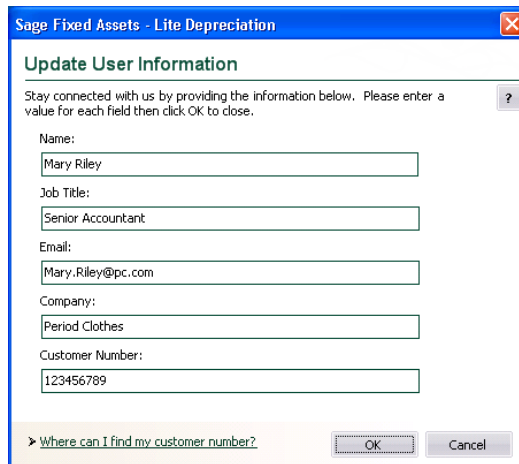 Sage Fixed Assets - Lite Depreciation
Update User Information
Stay connected with us by providing the information below. Please enter a
value for each field then click OK to close.
?
Name:
Mary Riley
Job Title:
Senior Accountant
Email:
Mary.Riley@pc.com
Company:
Period Clothes
Customer Number:
123456789
Where can I find my customer number?
OK
Cancel